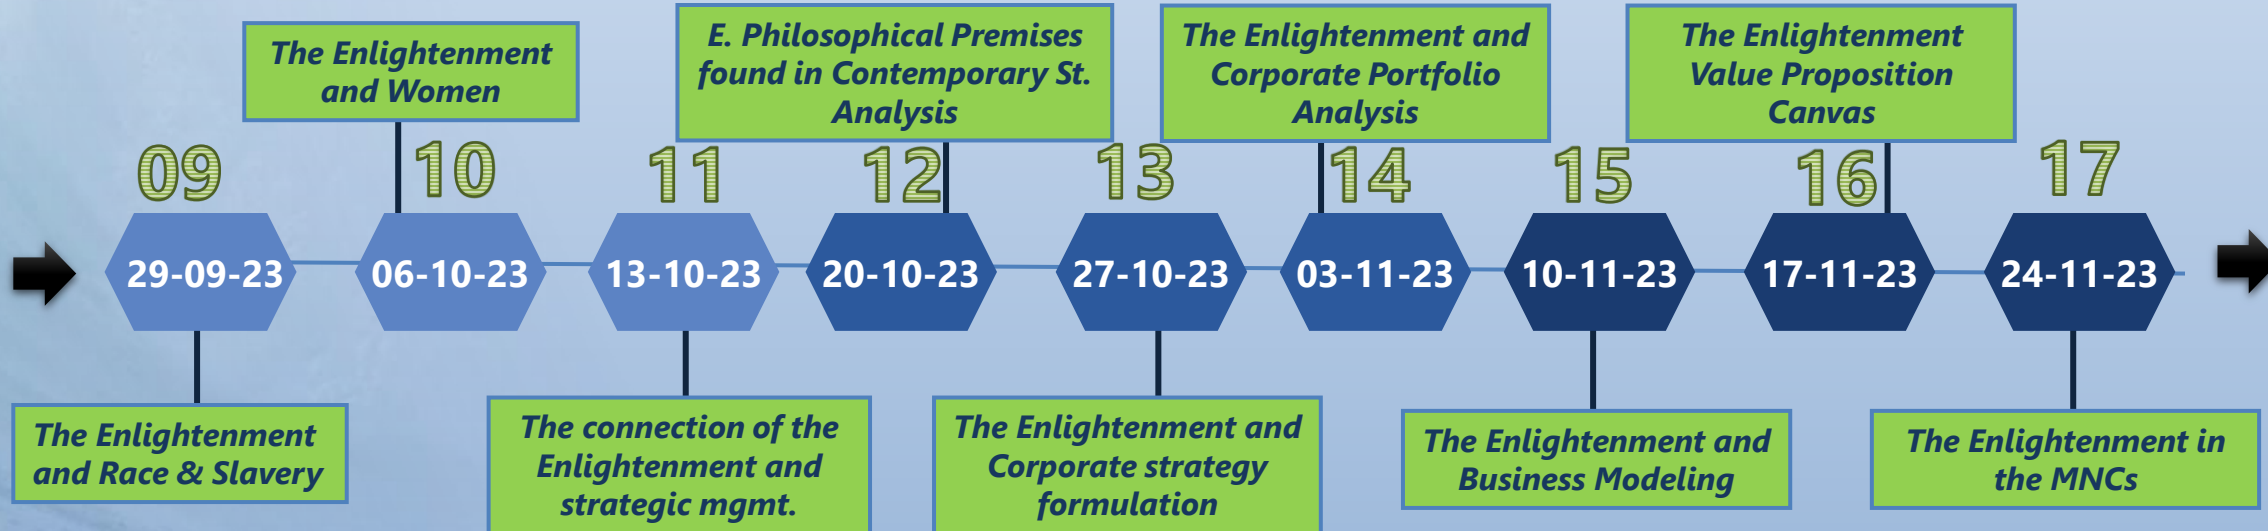 The Enlightenment
and Women
E. Philosophical Premises
found in Contemporary St.
Analysis
The Enlightenment and
Corporate Portfolio
Analysis
The Enlightenment
Value Proposition
Canvas
09
10
11
12
13
14
15
16
17
29-09-23
06-10-23
13-10-23
20-10-23
27-10-23
03-11-23
10-11-23
17-11-23
24-11-23
The Enlightenment
and Race & Slavery
The connection of the
Enlightenment and
strategic mgmt.
The Enlightenment and
Corporate strategy
formulation
The Enlightenment and
Business Modeling
The Enlightenment in
the MNCs